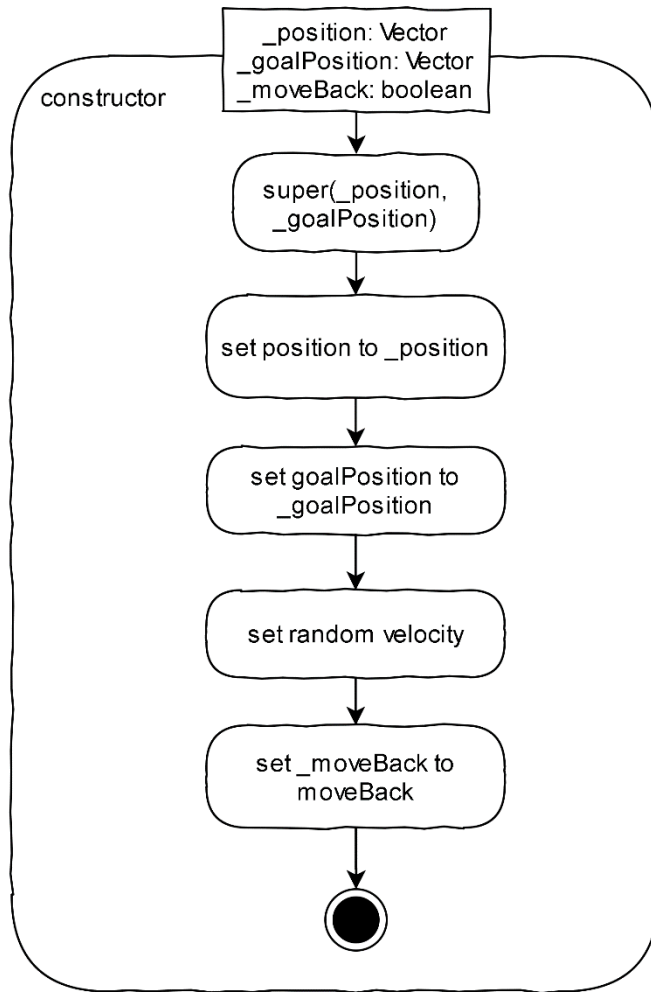 _position: Vector
_goalPosition: Vector
_moveBack: boolean
constructor
super(_position,
_goalPosition)
set position to _position
set goalPosition to
_goalPosition
set random velocity
set _moveBack to
moveBack